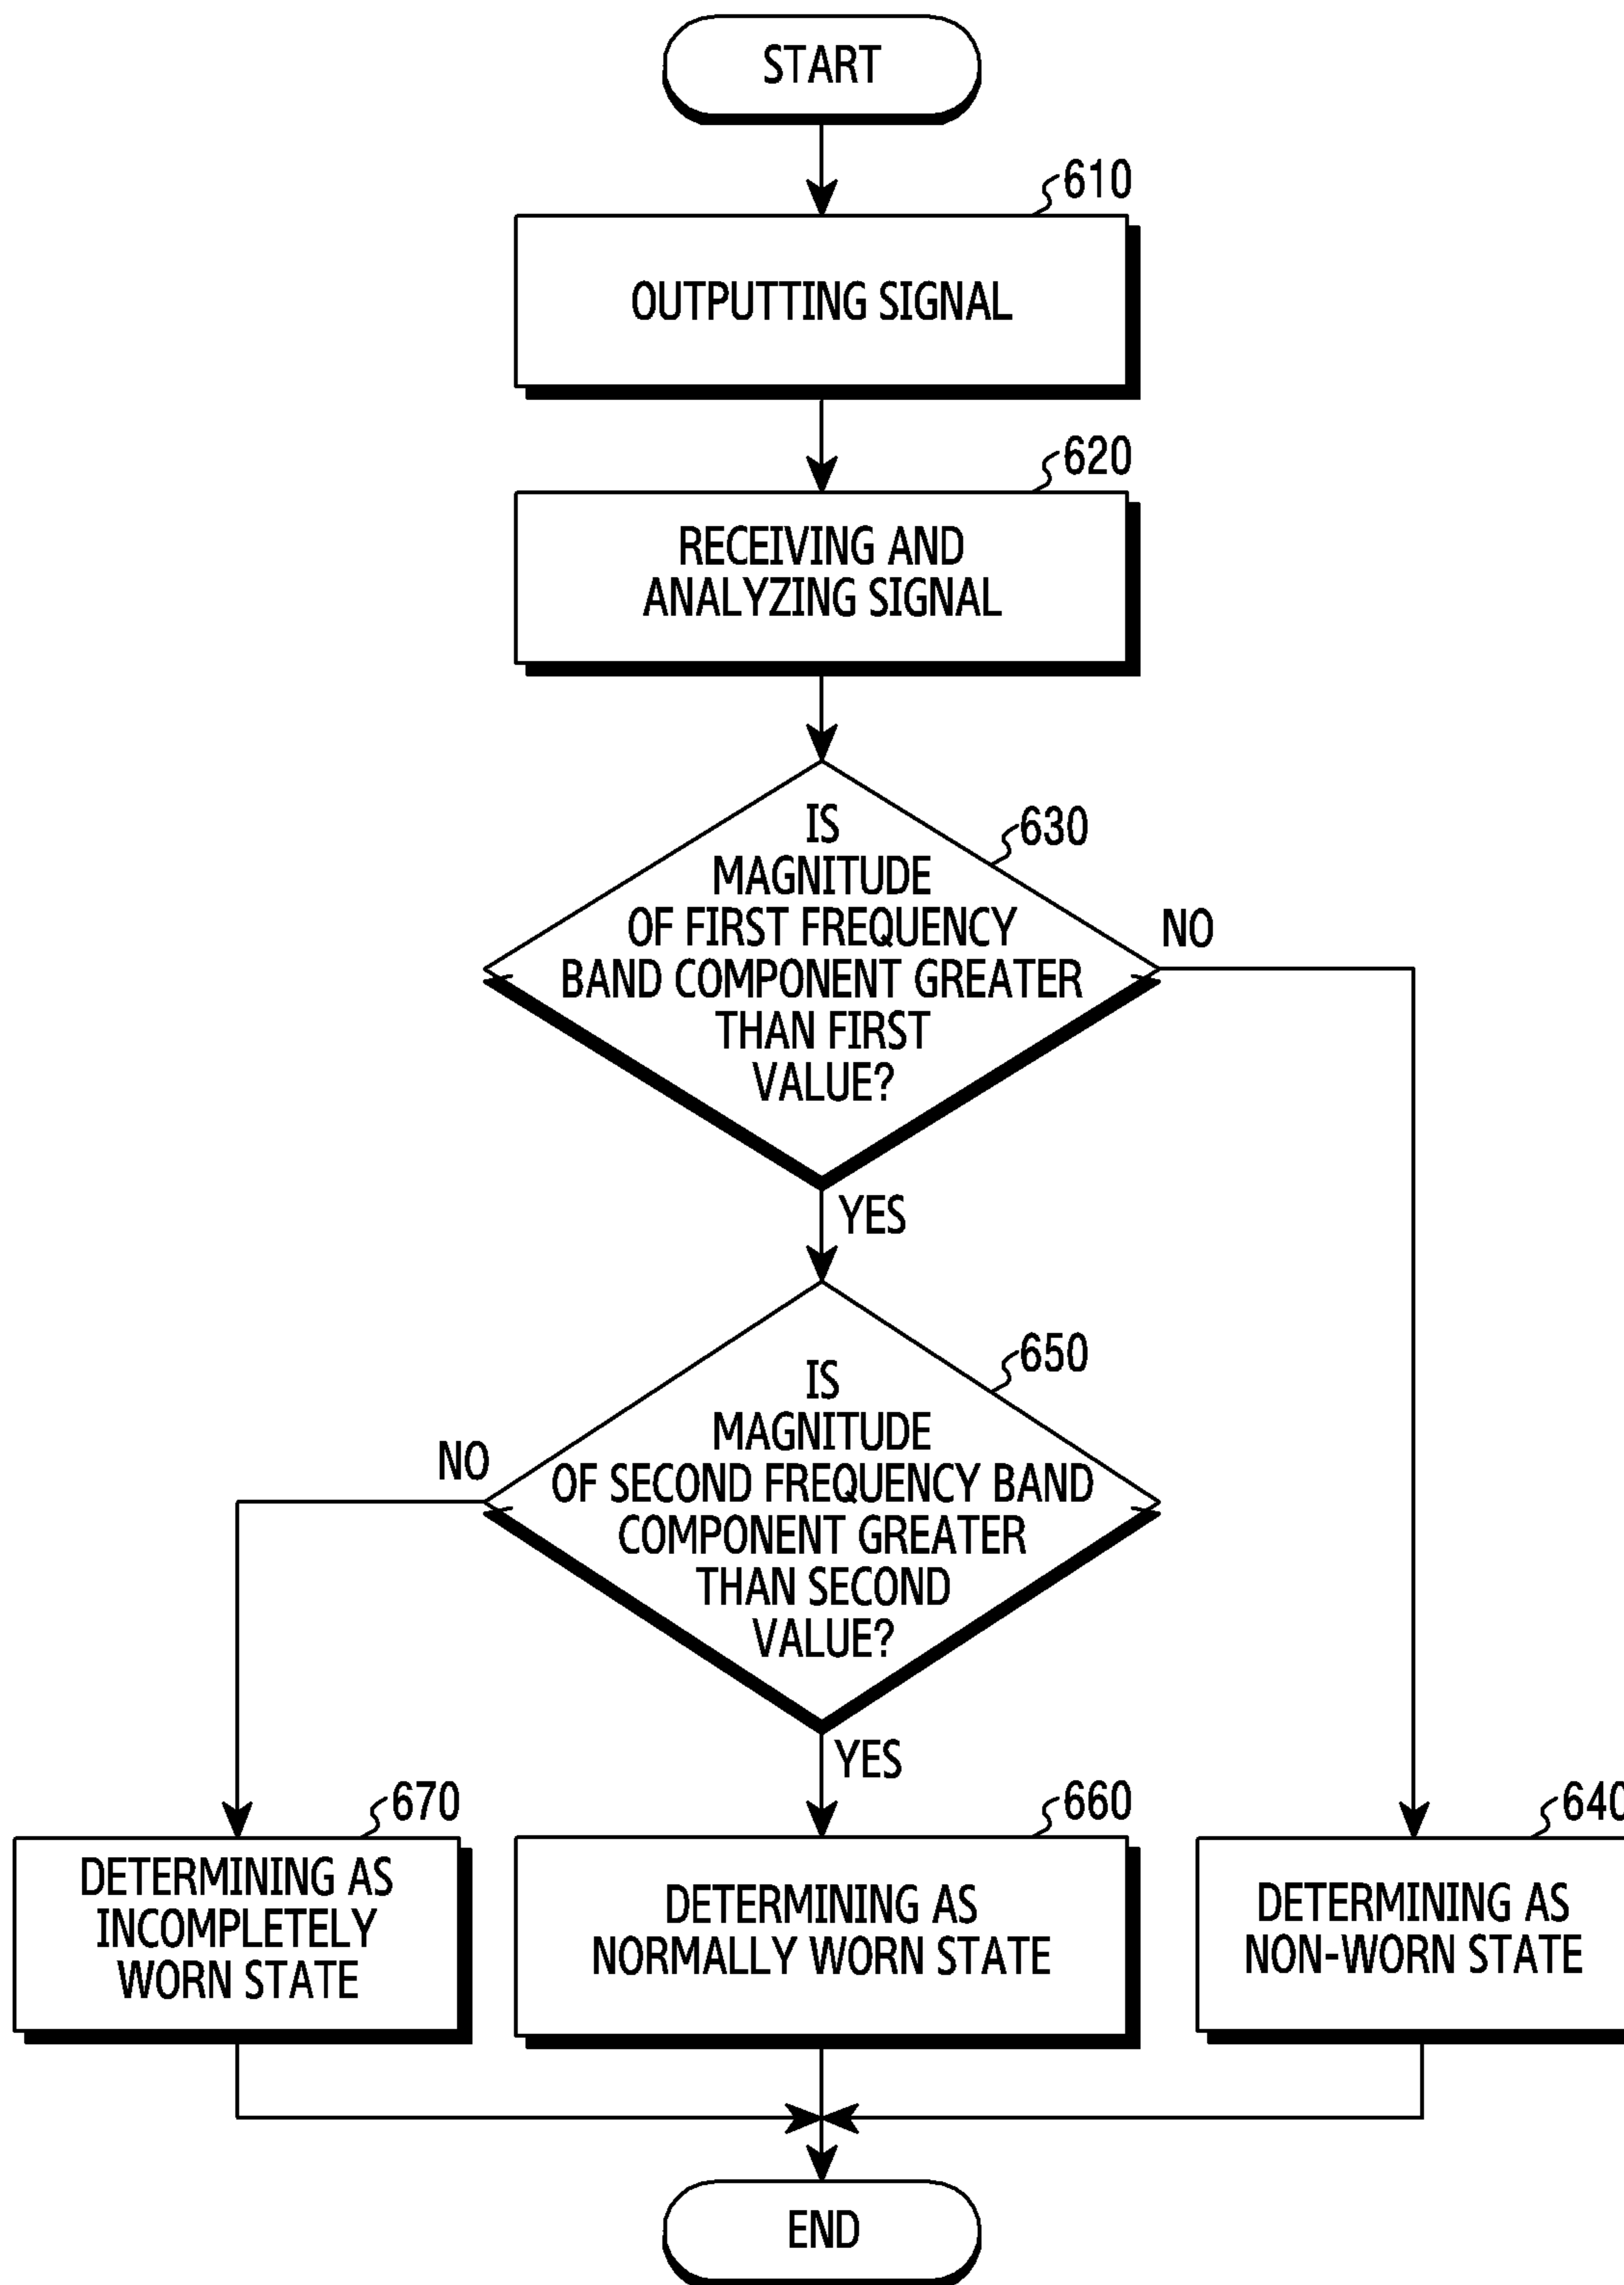 START
610
OUTPUTTING SIGNAL
620
RECEIVING AND
ANALYZING SIGNAL
630
IS
MAGNITUDE
OF FIRST FREQUENCY
BAND COMPONENT GREATER
THAN FIRST
VALUE?
NO
YES
650
IS
MAGNITUDE
OF SECOND FREQUENCY BAND
COMPONENT GREATER
THAN SECOND
VALUE?
NO
YES
670
DETERMINING AS
INCOMPLETELY
WORN STATE
660
DETERMINING AS
NORMALLY WORN STATE
640
DETERMINING AS
NON-WORN STATE
END